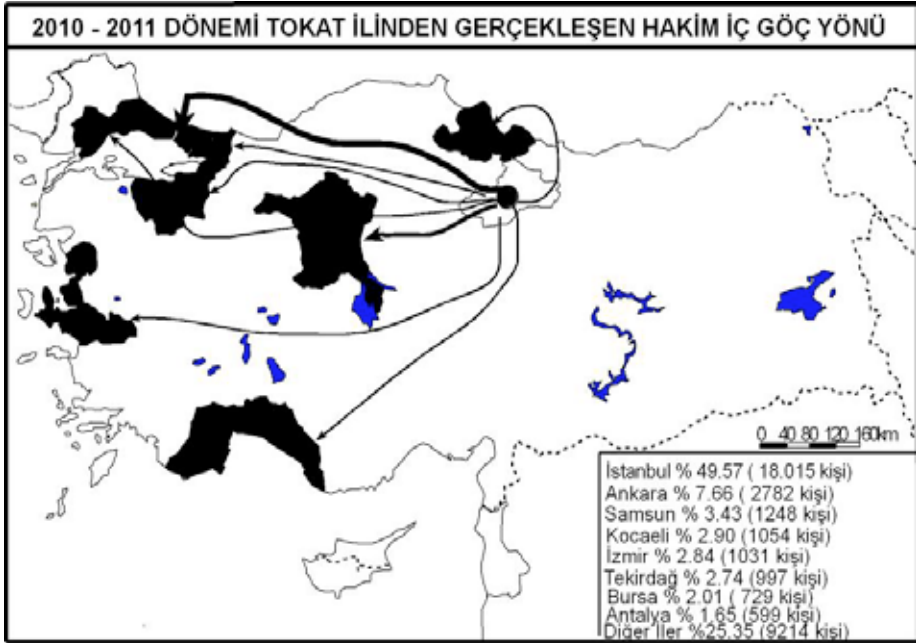 2010 - 2011 DÖNEMİ TOKAT İLİNDEN GERÇEKLEŞEN HAKİM İÇ GÖÇ YÖNÜ
0 40 80 120 160km
İstanbul % 49.57 ( 18.015 kişi)
Ankara % 7.66 ( 2782 kişi)
Samsun % 3.43 (1248 kişi)
Kocaeli % 2.90 (1054 kişi)
İzmir % 2.84 (1031 kişi)
Tekirdağ % 2.74 (997 kişi)
Bursa % 2.01 ( 729 kişi)
Antalya % 1.65 (599 kişi)
Diğer İller %25.35 (9214 kişi)